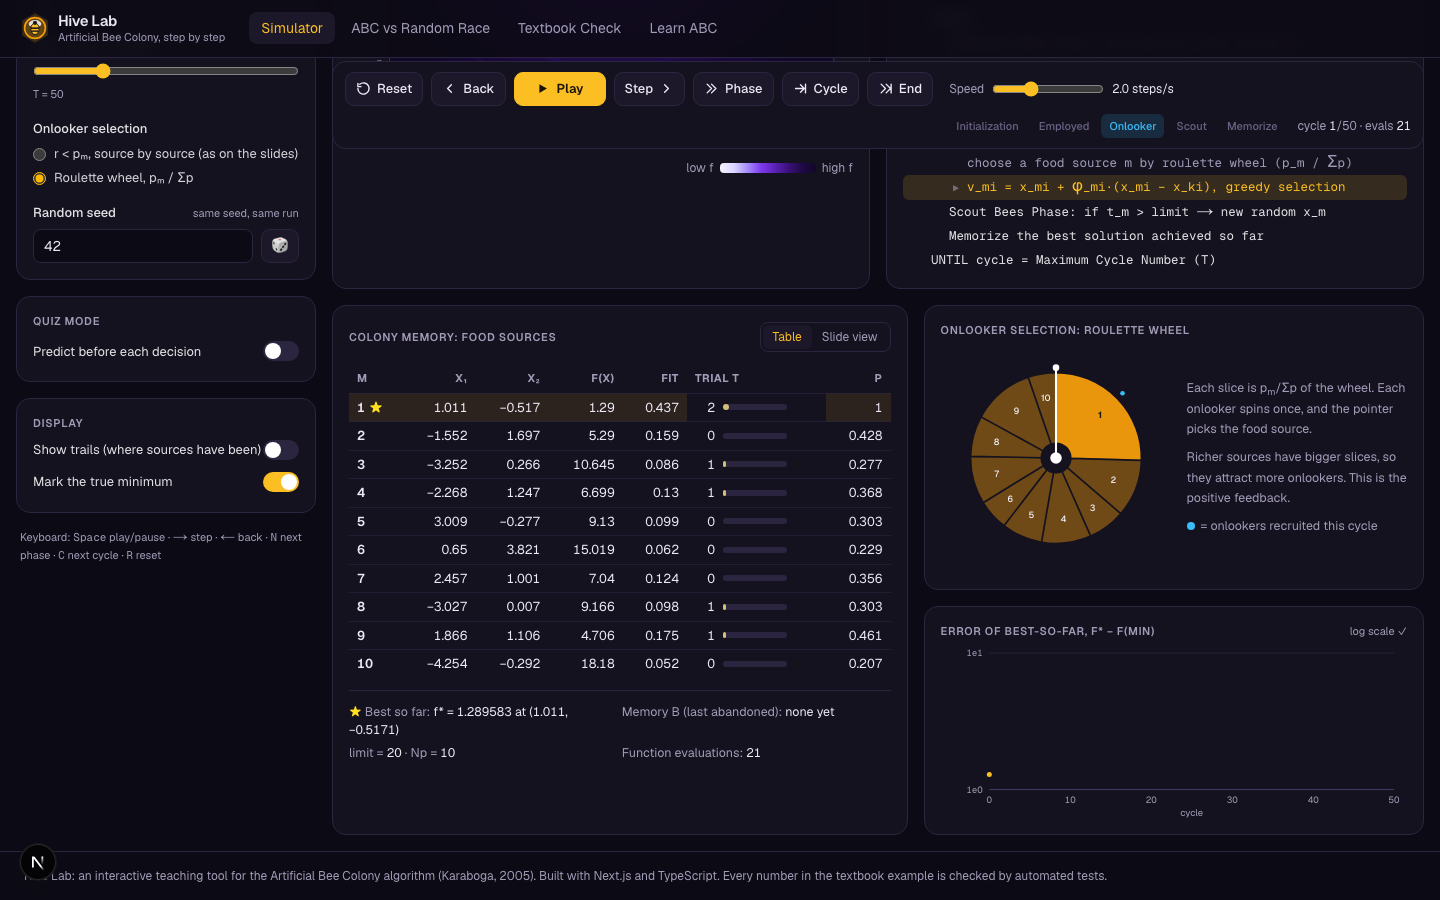 Hive Lab
Artificial Bee Colony, step by step
Simulator
ABC vs Random Race
Textbook Check
Learn ABC
Reset
Back
Play
Step
Phase
Cycle
End
Speed
2.0 steps/s
Initialization
Employed
Onlooker
Scout
Memorize
cycle 1/50 · evals 21
T = 50
Onlooker selection
r < pₘ, source by source (as on the slides)
Roulette wheel, pₘ / Σp
Random seed
same seed, same run
42
QUIZ MODE
Predict before each decision
DISPLAY
Show trails (where sources have been)
Mark the true minimum
Keyboard: Space play/pause · → step · ← back · N next
phase · C next cycle · R reset
low f
high f
choose a food source m by roulette wheel (p_m / Σp)
▸ v_mi = x_mi + φ_mi·(x_mi − x_ki), greedy selection
Scout Bees Phase: if t_m > limit → new random x_m
Memorize the best solution achieved so far
UNTIL cycle = Maximum Cycle Number (T)
COLONY MEMORY: FOOD SOURCES
Table
Slide view
M X₁ X₂ F(X) FIT TRIAL T P
1 ★ 1.011 −0.517 1.29 0.437 2 1
2 −1.552 1.697 5.29 0.159 0 0.428
3 −3.252 0.266 10.645 0.086 1 0.277
4 −2.268 1.247 6.699 0.13 1 0.368
5 3.009 −0.277 9.13 0.099 0 0.303
6 0.65 3.821 15.019 0.062 0 0.229
7 2.457 1.001 7.04 0.124 0 0.356
8 −3.027 0.007 9.166 0.098 1 0.303
9 1.866 1.106 4.706 0.175 1 0.461
10 −4.254 −0.292 18.18 0.052 0 0.207
★ Best so far: f* = 1.289583 at (1.011,
−0.5171)
Memory B (last abandoned): none yet
limit = 20 · Np = 10
Function evaluations: 21
ONLOOKER SELECTION: ROULETTE WHEEL
1
2
3
4
5
6
7
8
9
10
Each slice is pₘ/Σp of the wheel. Each
onlooker spins once, and the pointer
picks the food source.
Richer sources have bigger slices, so
they attract more onlookers. This is the
positive feedback.
= onlookers recruited this cycle
ERROR OF BEST-SO-FAR, F* − F(MIN)
log scale ✓
1e1
1e0
0 10 20 30 40 50
cycle
N
Lab: an interactive teaching tool for the Artificial Bee Colony algorithm (Karaboga, 2005). Built with Next.js and TypeScript. Every number in the textbook example is checked by automated tests.